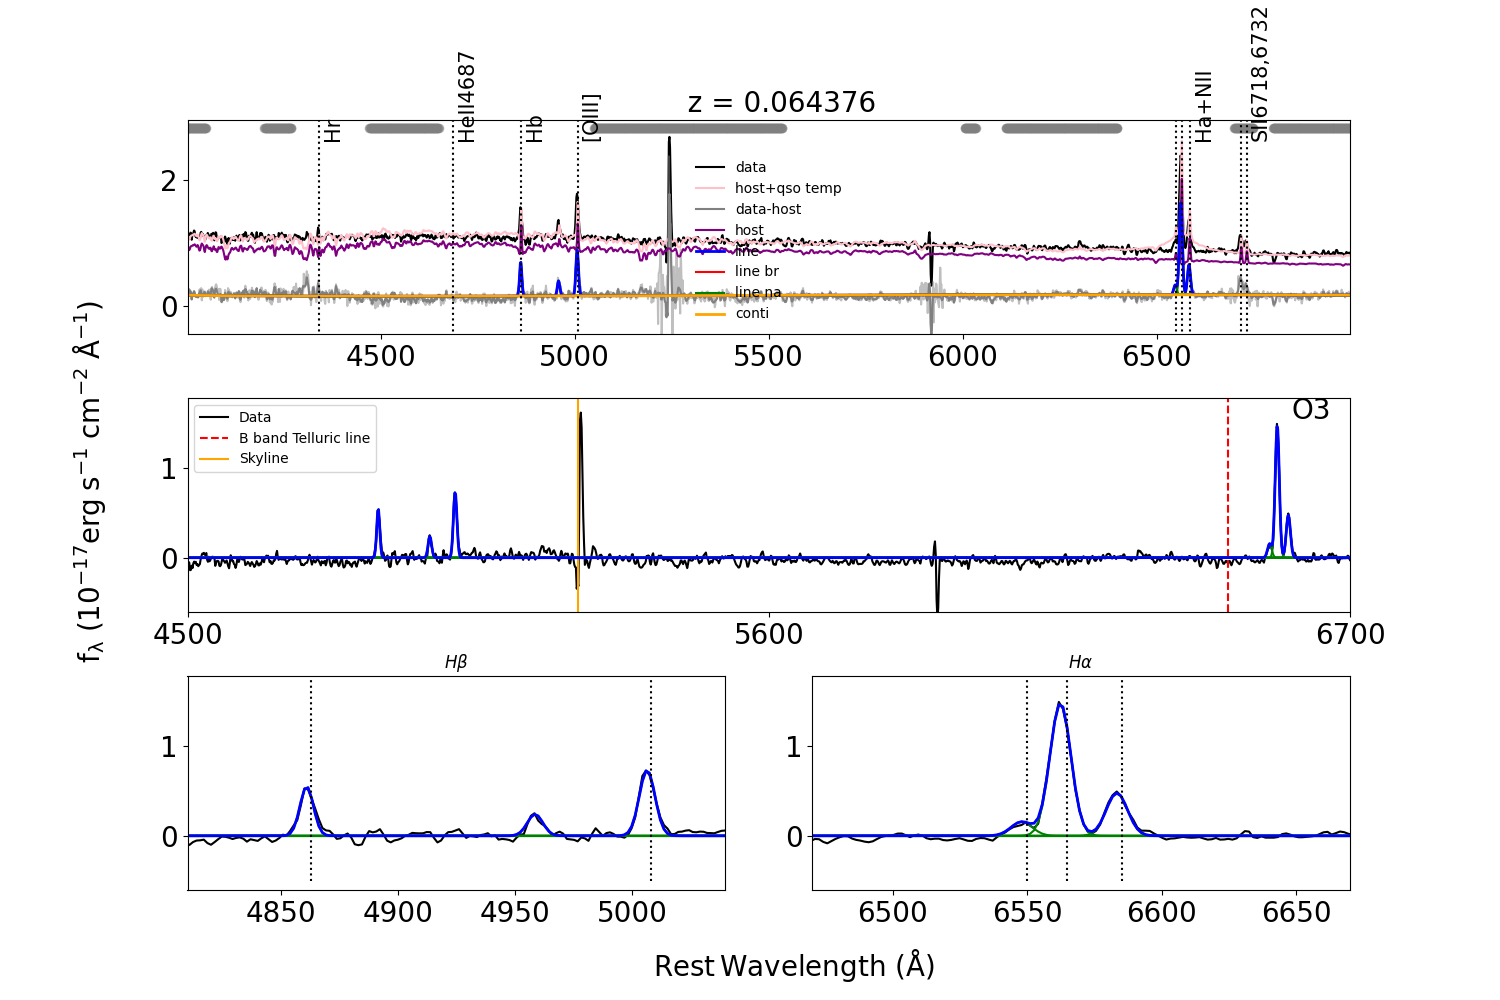 z = 0.064376
Hr
HeII4687
Hb
[OIII]
Ha+NII
SII6718,6732
data
host+qso temp
data-host
host
line
line br
line na
conti
2
0
4500
5000
5500
6000
6500
f_λ (10^{−17} erg s^{−1} cm^{−2} Å^{−1})
Data
B band Telluric line
Skyline
O3
1
0
4500
5600
6700
Hβ
1
0
4850
4900
4950
5000
Hα
1
0
6500
6550
6600
6650
Rest Wavelength (Å)